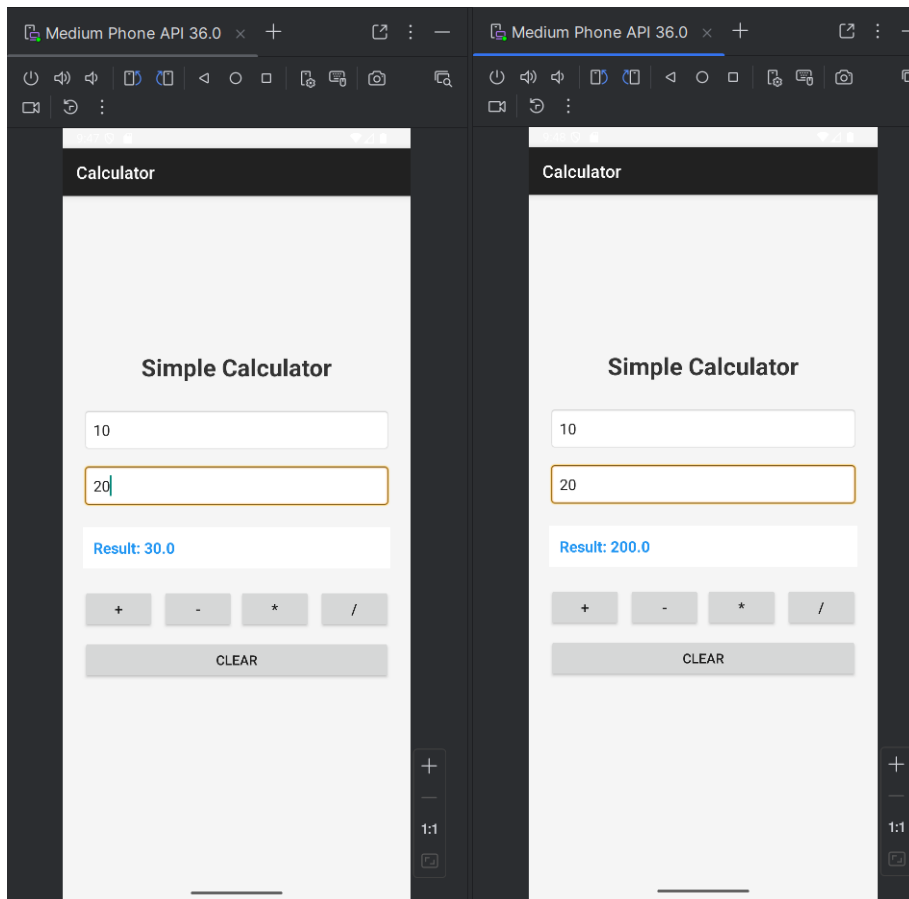 Medium Phone API 36.0
Calculator
Simple Calculator
10
20
Result: 30.0
+ - * /
CLEAR
1:1
Medium Phone API 36.0
Calculator
Simple Calculator
10
20
Result: 200.0
+ - * /
CLEAR
1:1